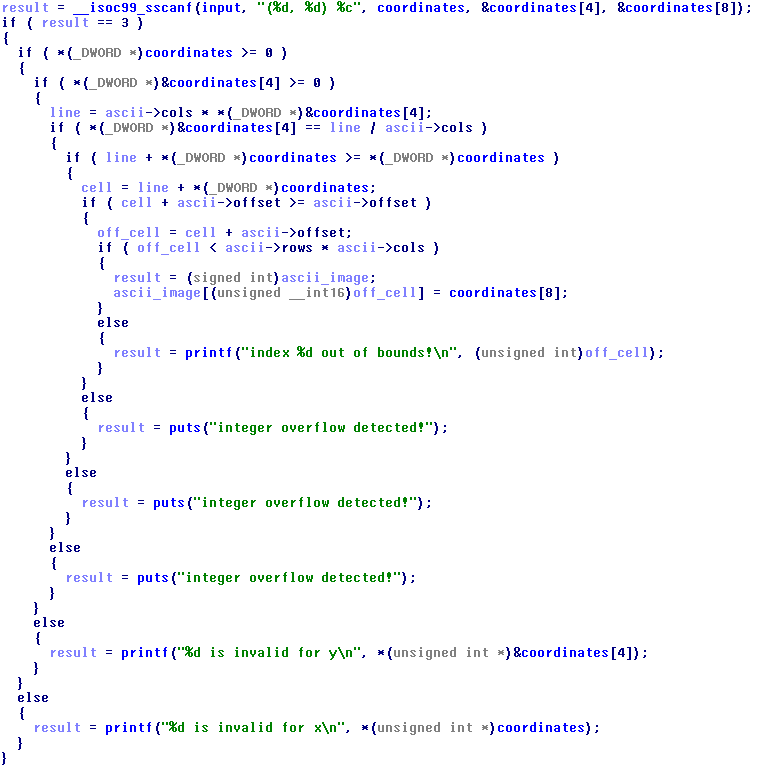 result = __isoc99_sscanf(input, "(%d, %d) %c", coordinates, &coordinates[4], &coordinates[8]);
if ( result == 3 )
{
  if ( *(_DWORD *)coordinates >= 0 )
  {
    if ( *(_DWORD *)&coordinates[4] >= 0 )
    {
      line = ascii->cols * *(_DWORD *)&coordinates[4];
      if ( *(_DWORD *)&coordinates[4] == line / ascii->cols )
      {
        if ( line + *(_DWORD *)coordinates >= *(_DWORD *)coordinates )
        {
          cell = line + *(_DWORD *)coordinates;
          if ( cell + ascii->offset >= ascii->offset )
          {
            off_cell = cell + ascii->offset;
            if ( off_cell < ascii->rows * ascii->cols )
            {
              result = (signed int)ascii_image;
              ascii_image[(unsigned __int16)off_cell] = coordinates[8];
            }
            else
            {
              result = printf("index %d out of bounds!\n", (unsigned int)off_cell);
            }
          }
          else
          {
            result = puts("integer overflow detected!");
          }
        }
        else
        {
          result = puts("integer overflow detected!");
        }
      }
      else
      {
        result = puts("integer overflow detected!");
      }
    }
    else
    {
      result = printf("%d is invalid for y\n", *(unsigned int *)&coordinates[4]);
    }
  }
  else
  {
    result = printf("%d is invalid for x\n", *(unsigned int *)coordinates);
  }
}